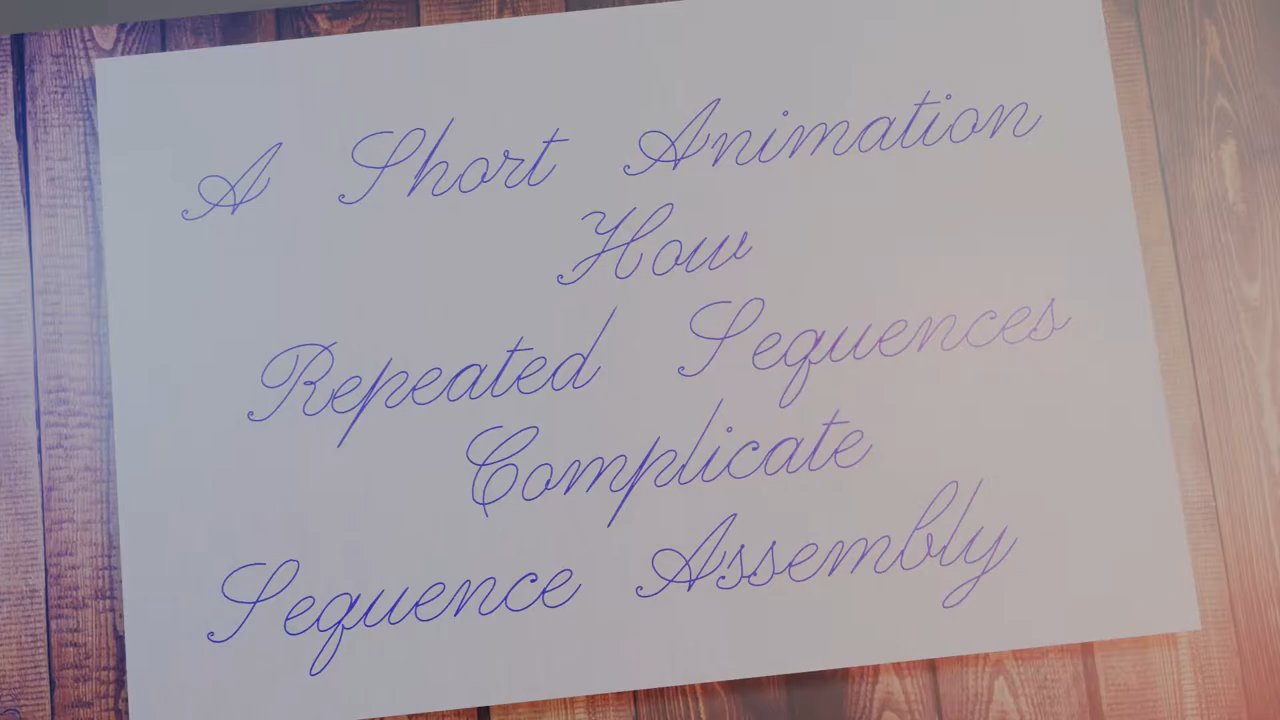 A Short Animation
How
Repeated Sequences
Complicate
Sequence Assembly